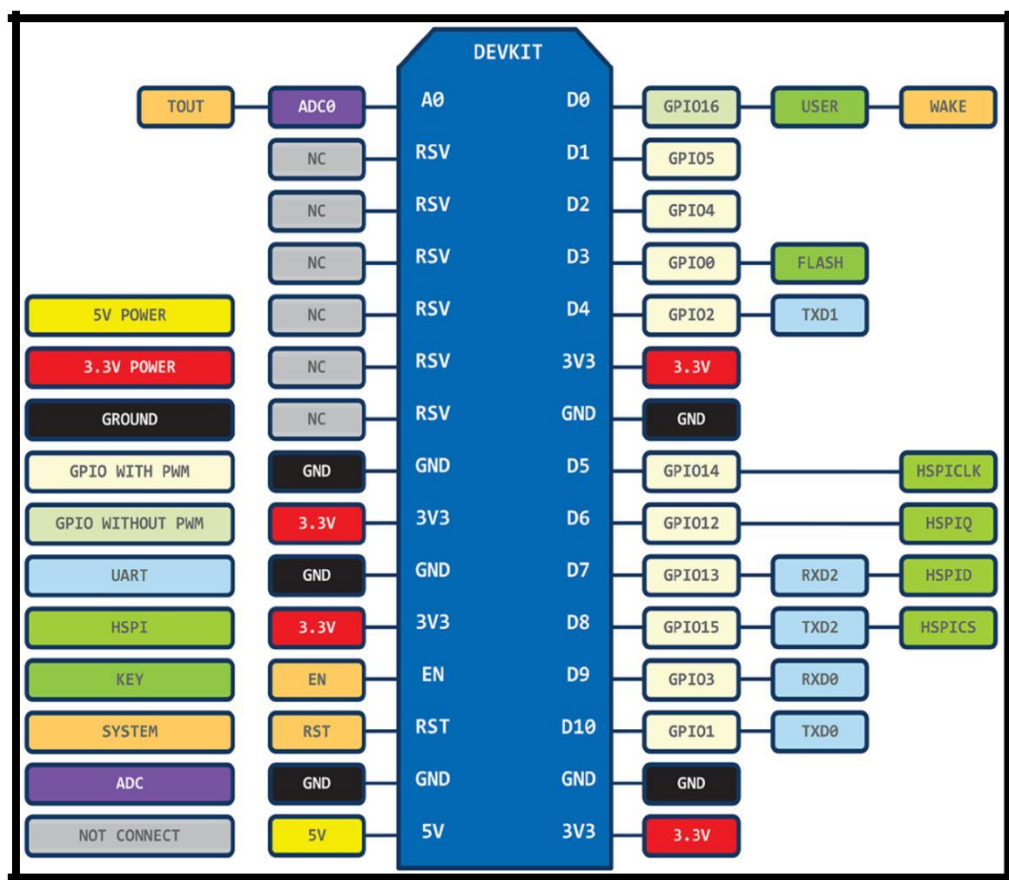 DEVKIT
TOUT ADC0 A0 D0 GPIO16 USER WAKE
NC RSV D1 GPIO5
NC RSV D2 GPIO4
NC RSV D3 GPIO0 FLASH
5V POWER NC RSV D4 GPIO2 TXD1
3.3V POWER NC RSV 3V3 3.3V
GROUND NC RSV GND GND
GPIO WITH PWM GND GND D5 GPIO14 HSPICLK
GPIO WITHOUT PWM 3.3V 3V3 D6 GPIO12 HSPIQ
UART GND GND D7 GPIO13 RXD2 HSPID
HSPI 3.3V 3V3 D8 GPIO15 TXD2 HSPICS
KEY EN EN D9 GPIO3 RXD0
SYSTEM RST RST D10 GPIO1 TXD0
ADC GND GND GND GND
NOT CONNECT 5V 5V 3V3 3.3V